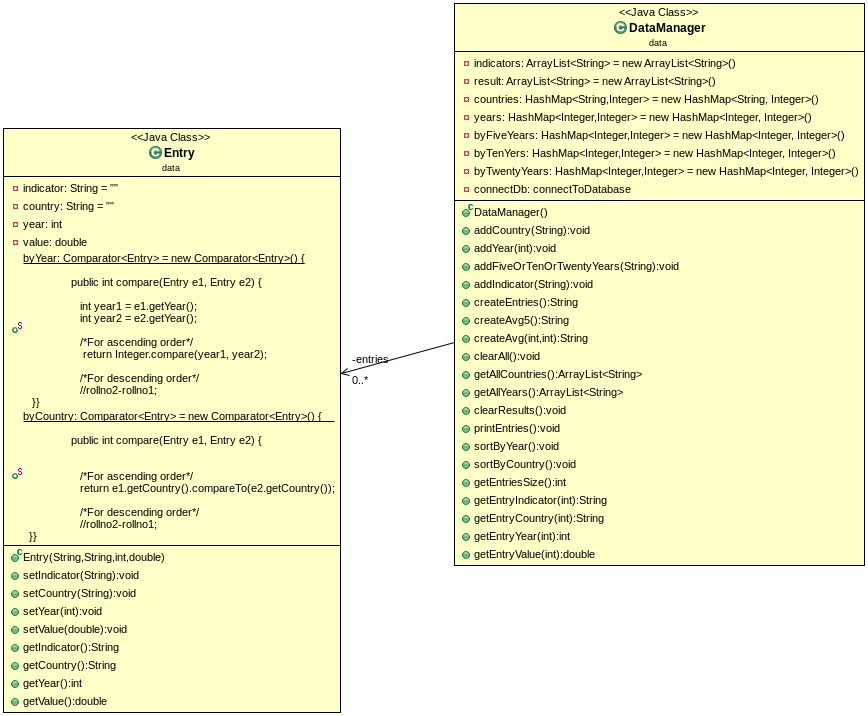 <<Java Class>>
DataManager
data
indicators: ArrayList<String> = new ArrayList<String>()
result: ArrayList<String> = new ArrayList<String>()
countries: HashMap<String,Integer> = new HashMap<String, Integer>()
years: HashMap<Integer,Integer> = new HashMap<Integer, Integer>()
byFiveYears: HashMap<Integer,Integer> = new HashMap<Integer, Integer>()
byTenYers: HashMap<Integer,Integer> = new HashMap<Integer, Integer>()
byTwentyYears: HashMap<Integer,Integer> = new HashMap<Integer, Integer>()
connectDb: connectToDatabase
DataManager()
addCountry(String):void
addYear(int):void
addFiveOrTenOrTwentyYears(String):void
addIndicator(String):void
createEntries():String
createAvg5():String
createAvg(int,int):String
clearAll():void
getAllCountries():ArrayList<String>
getAllYears():ArrayList<String>
clearResults():void
printEntries():void
sortByYear():void
sortByCountry():void
getEntriesSize():int
getEntryIndicator(int):String
getEntryCountry(int):String
getEntryYear(int):int
getEntryValue(int):double
-entries
0..*
<<Java Class>>
Entry
data
indicator: String = ""
country: String = ""
year: int
value: double
byYear: Comparator<Entry> = new Comparator<Entry>() {
public int compare(Entry e1, Entry e2) {
int year1 = e1.getYear();
int year2 = e2.getYear();
/*For ascending order*/
return Integer.compare(year1, year2);
/*For descending order*/
//rollno2-rollno1;
}}
byCountry: Comparator<Entry> = new Comparator<Entry>() {
public int compare(Entry e1, Entry e2) {
/*For ascending order*/
return e1.getCountry().compareTo(e2.getCountry());
/*For descending order*/
//rollno2-rollno1;
}}
Entry(String,String,int,double)
setIndicator(String):void
setCountry(String):void
setYear(int):void
setValue(double):void
getIndicator():String
getCountry():String
getYear():int
getValue():double